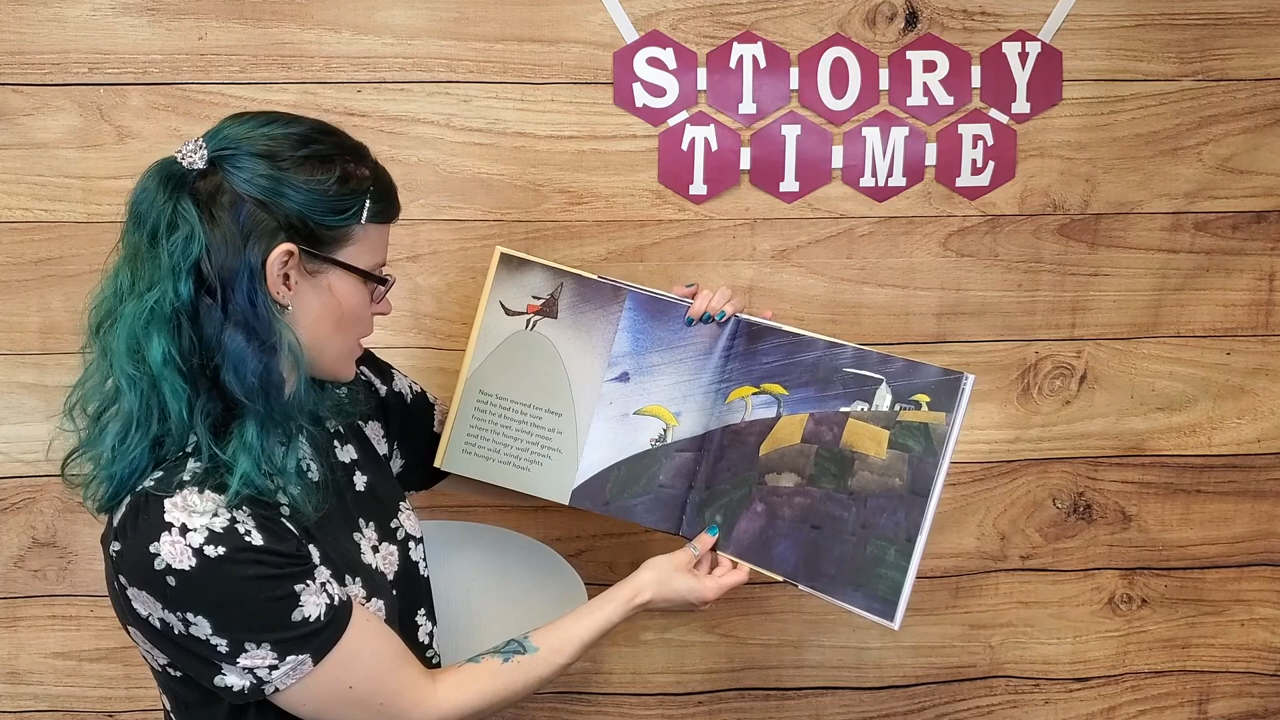 STORY
TIME
Now Sam owned ten sheep
and he had to be sure
that he'd brought them all in
from the wet, windy moor,
where the hungry wolf growls,
and the hungry wolf prowls,
and on wild, windy nights
the hungry wolf howls.